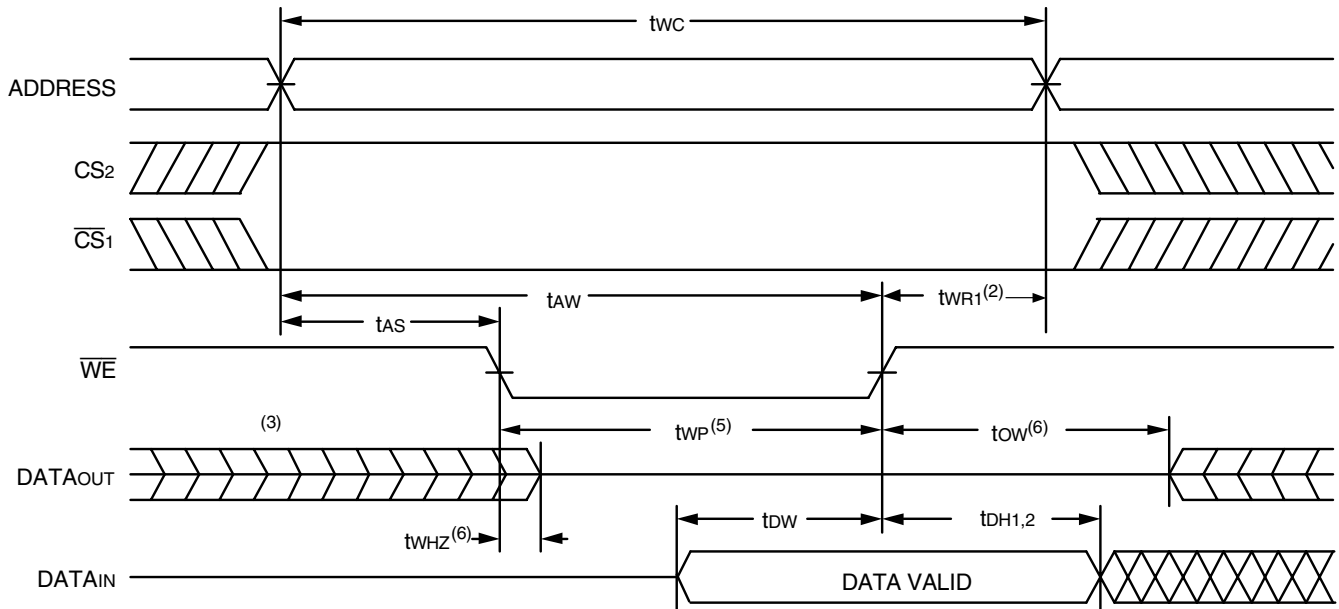 tWC
ADDRESS
CS2
CS1
tAW
tWR1(2)
tAS
WE
(3)
tWP(5)
tOW(6)
DATAOUT
tDW
tDH1,2
tWHZ(6)
DATAIN
DATA VALID